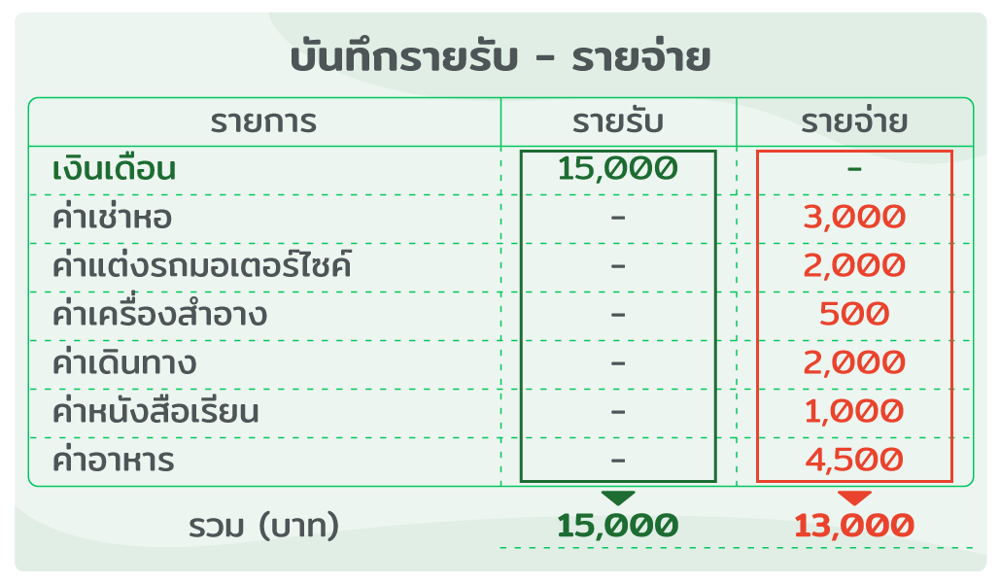 บันทึกรายรับ - รายจ่าย
รายการ รายรับ รายจ่าย
เงินเดือน 15,000 -
ค่าเช่าหอ - 3,000
ค่าแต่งรถมอเตอร์ไซค์ - 2,000
ค่าเครื่องสำอาง - 500
ค่าเดินทาง - 2,000
ค่าหนังสือเรียน - 1,000
ค่าอาหาร - 4,500
รวม (บาท) 15,000 13,000